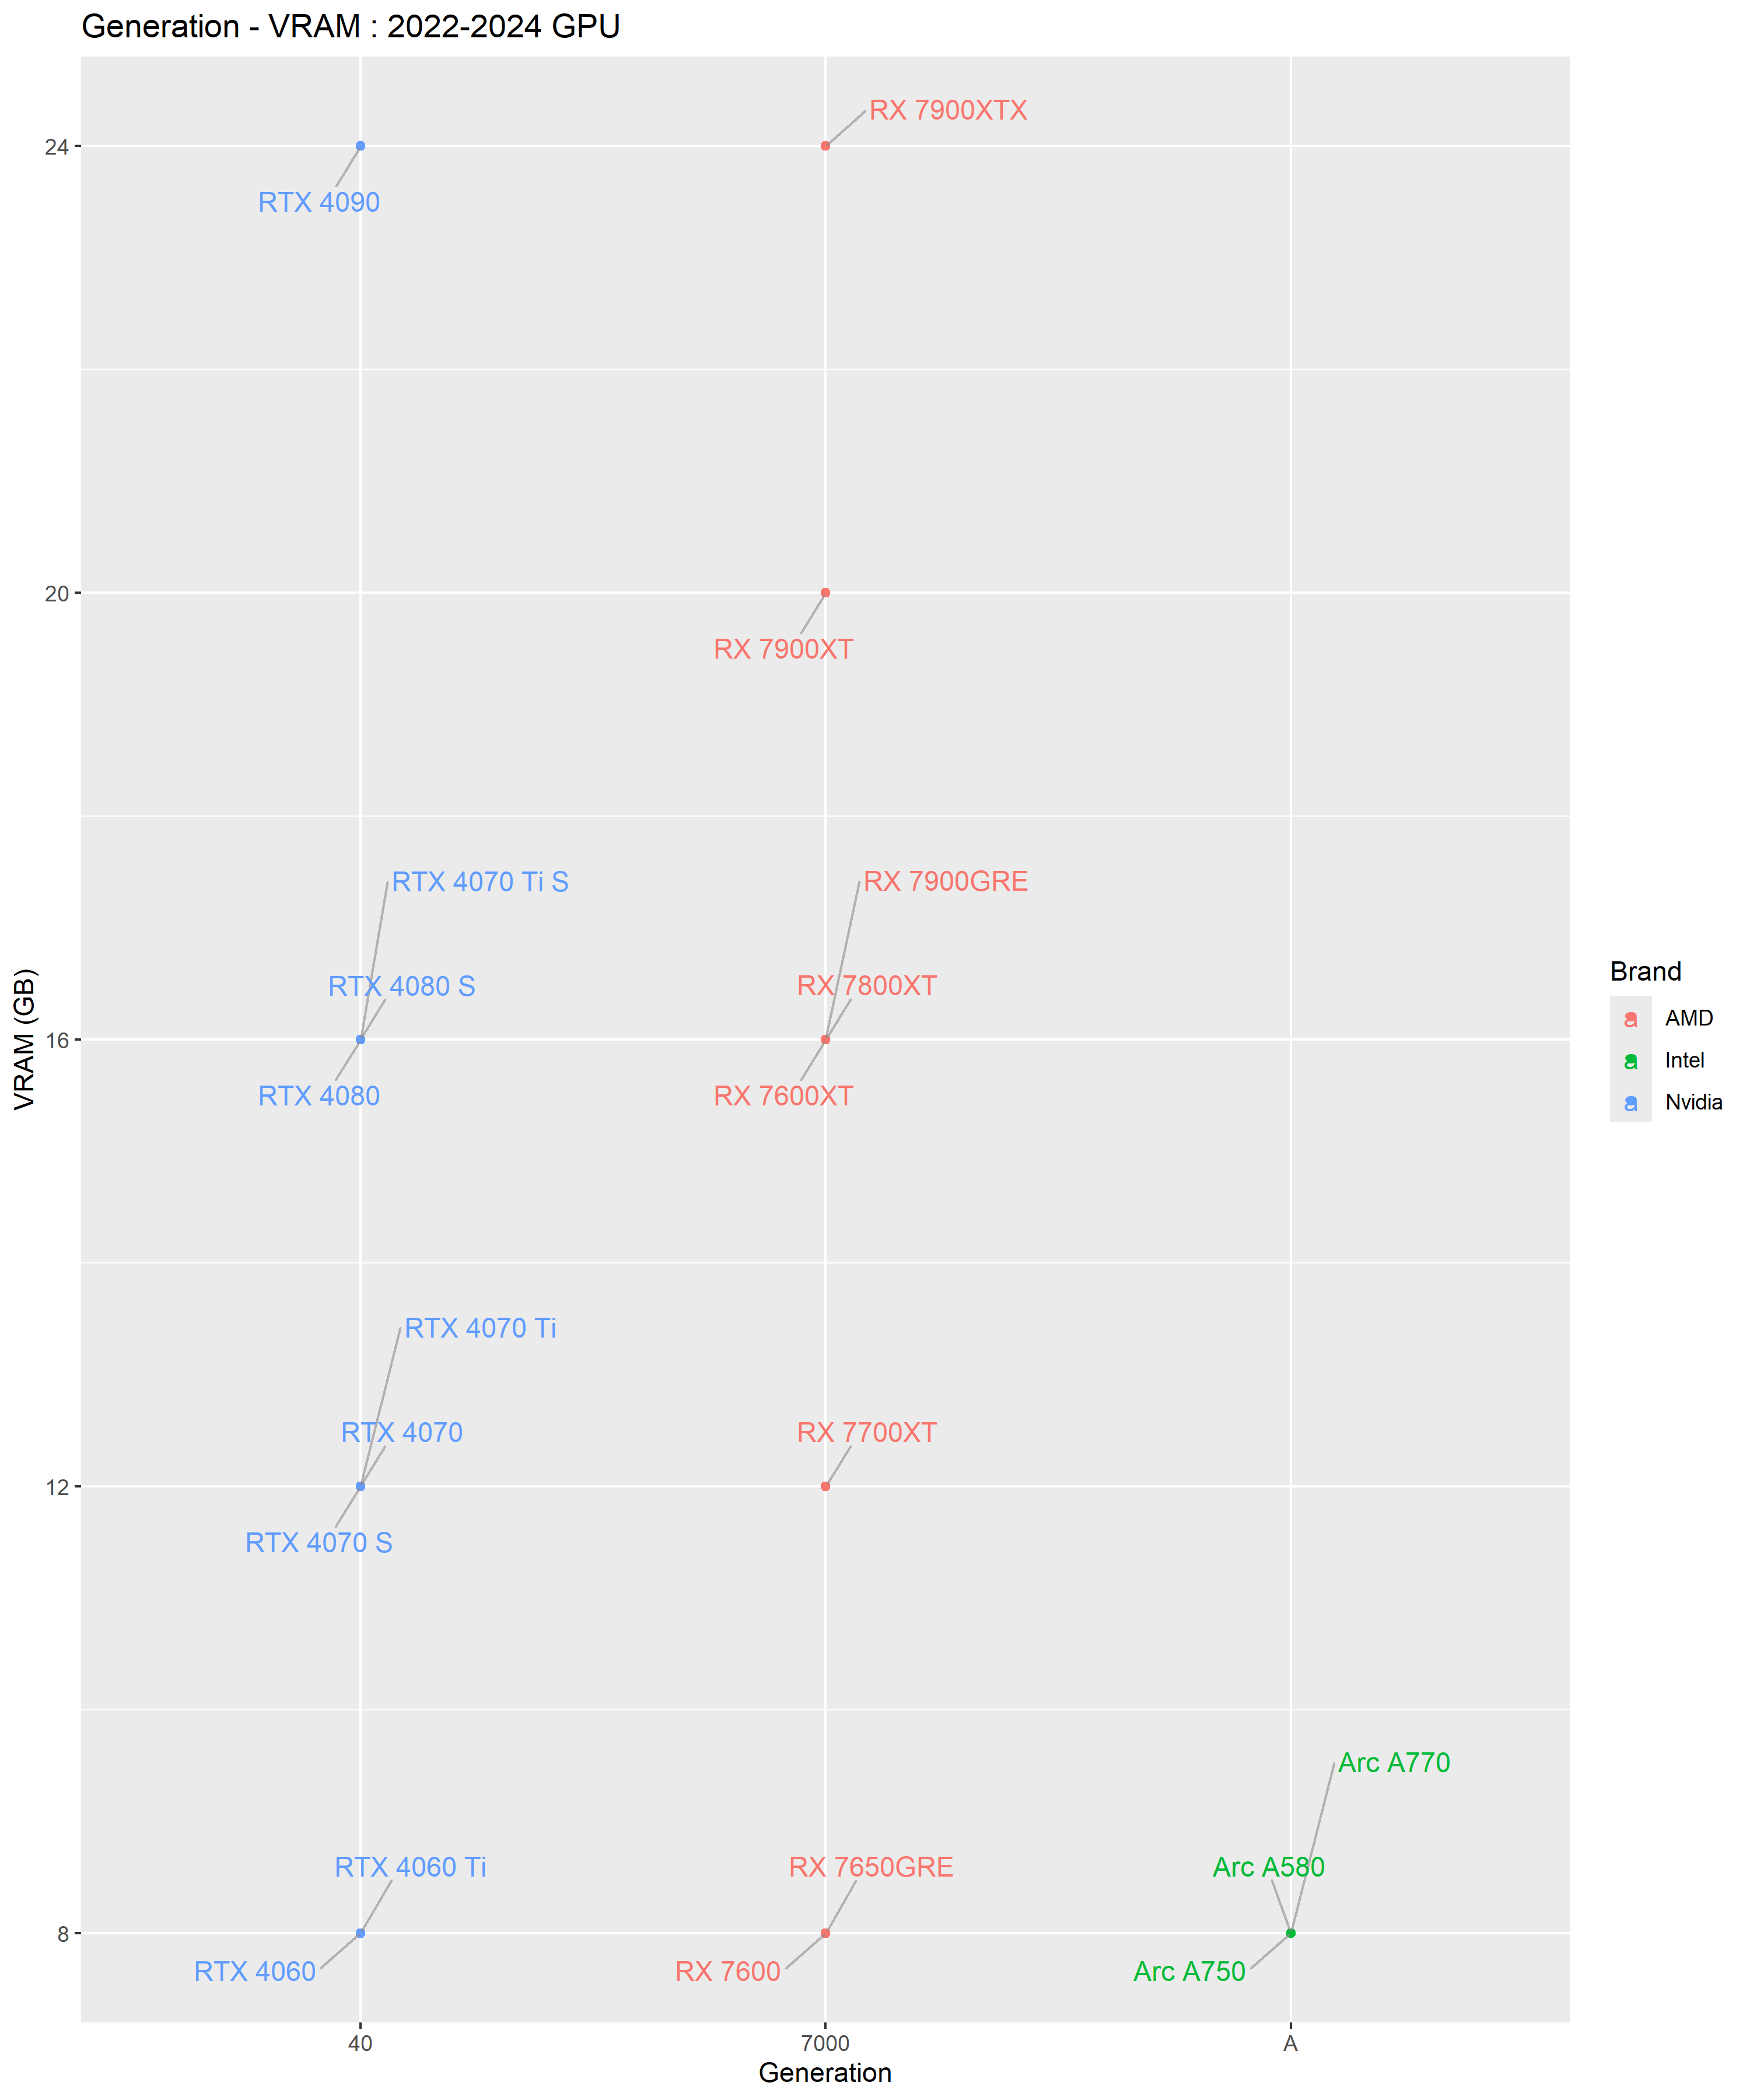 Generation - VRAM : 2022-2024 GPU
RX 7900XTX
24
RTX 4090
20
RX 7900XT
RTX 4070 Ti S
RX 7900GRE
RTX 4080 S
RX 7800XT
16
RTX 4080
RX 7600XT
VRAM (GB)
Brand
a AMD
a Intel
a Nvidia
RTX 4070 Ti
RTX 4070
RX 7700XT
12
RTX 4070 S
Arc A770
RTX 4060 Ti
RX 7650GRE
Arc A580
8
RTX 4060
RX 7600
Arc A750
40
7000
A
Generation